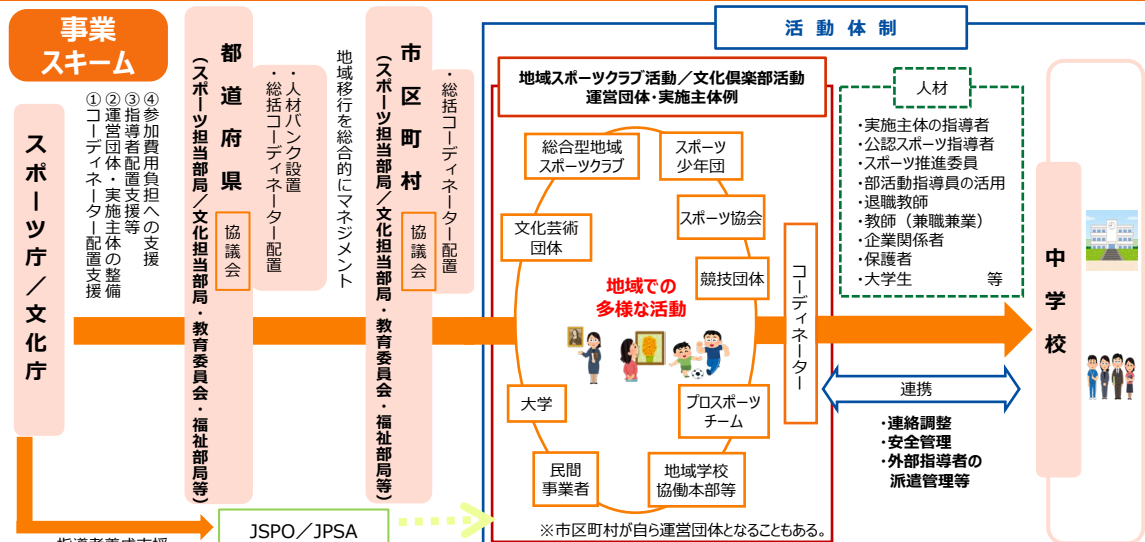 事業
スキーム
スポーツ庁／文化庁
④参加費用負担への支援
③指導者配置支援等
②運営団体・実施主体の整備
①コーディネーター配置支援
都道府県
（スポーツ担当部局／文化担当部局・教育委員会・福祉部局等）
協議会
・人材バンク設置
・総括コーディネーター配置
地域移行を総合的にマネジメント
市区町村
（スポーツ担当部局／文化担当部局・教育委員会・福祉部局等）
協議会
・総括コーディネーター配置
活動体制
地域スポーツクラブ活動／文化倶楽部活動
運営団体・実施主体例
総合型地域
スポーツクラブ
スポーツ
少年団
スポーツ協会
文化芸術
団体
競技団体
地域での
多様な活動
大学
プロスポーツ
チーム
民間
事業者
地域学校
協働本部等
※市区町村が自ら運営団体となることもある。
コーディネーター
人材
・実施主体の指導者
・公認スポーツ指導者
・スポーツ推進委員
・部活動指導員の活用
・退職教師
・教師（兼職兼業）
・企業関係者
・保護者
・大学生　等
連携
・連絡調整
・安全管理
・外部指導者の
派遣管理等
中学校
JSPO／JPSA
指導者養成支援